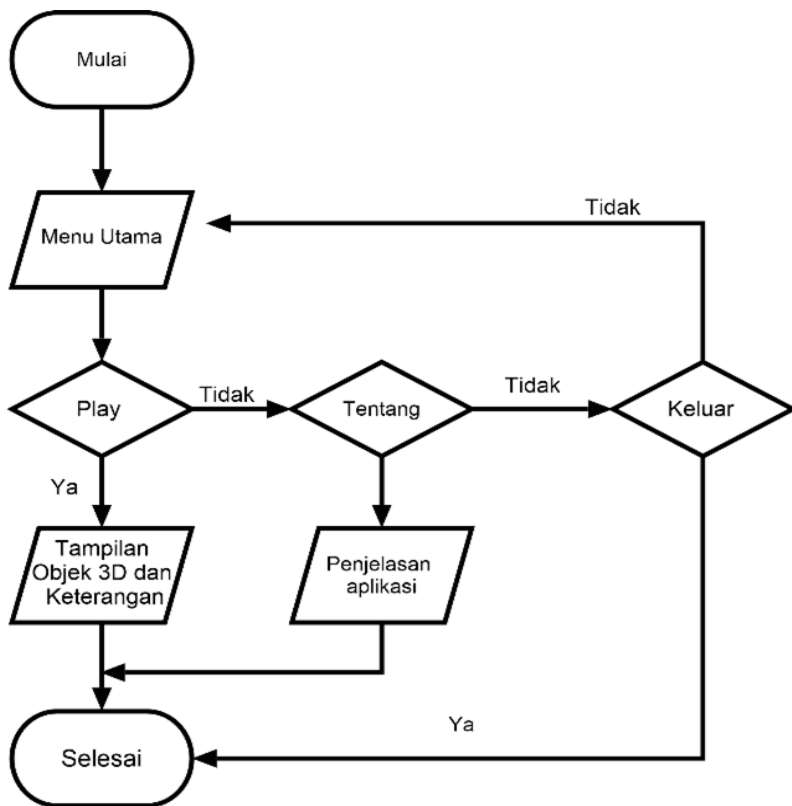 Mulai
Tidak
Menu Utama
Play
Tidak
Tentang
Tidak
Keluar
Ya
Tampilan
Objek 3D dan
Keterangan
Penjelasan
aplikasi
Ya
Selesai